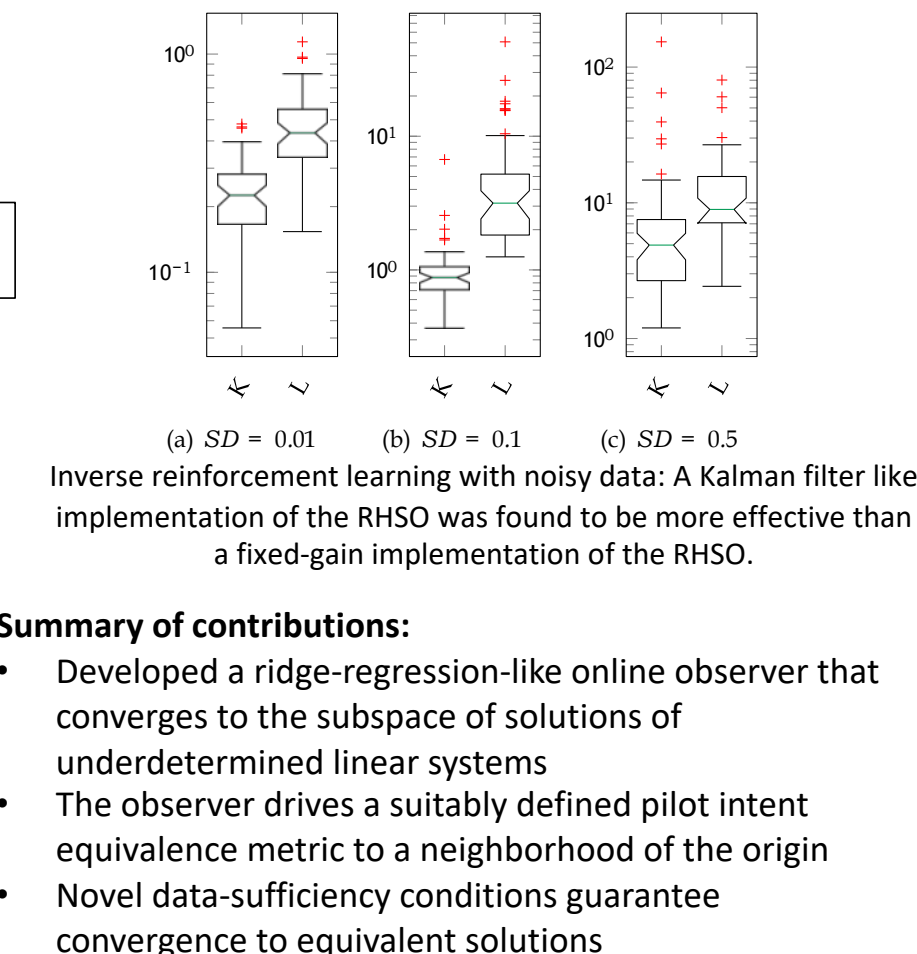 10⁰
10⁻¹
K L
(a) SD = 0.01
10¹
10⁰
K L
(b) SD = 0.1
10²
10¹
10⁰
K L
(c) SD = 0.5
Inverse reinforcement learning with noisy data: A Kalman filter like
implementation of the RHSO was found to be more effective than
a fixed-gain implementation of the RHSO.
Summary of contributions:
• Developed a ridge-regression-like online observer that
converges to the subspace of solutions of
underdetermined linear systems
• The observer drives a suitably defined pilot intent
equivalence metric to a neighborhood of the origin
• Novel data-sufficiency conditions guarantee
convergence to equivalent solutions